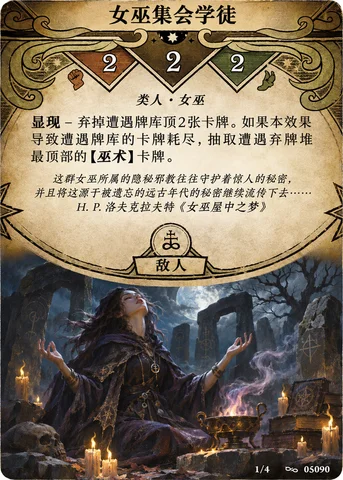 女巫集会学徒
2 2 2
类人・女巫
显现 – 弃掉遭遇牌库顶2张卡牌。如果本效果
导致遭遇牌库的卡牌耗尽，抽取遭遇弃牌堆
最顶部的【巫术】卡牌。
这群女巫所属的隐秘邪教往往守护着惊人的秘密，
并且将这源于被遗忘的远古年代的秘密继续流传下去……
H. P. 洛夫克拉夫特《女巫屋中之梦》
敌人
1/4 05090